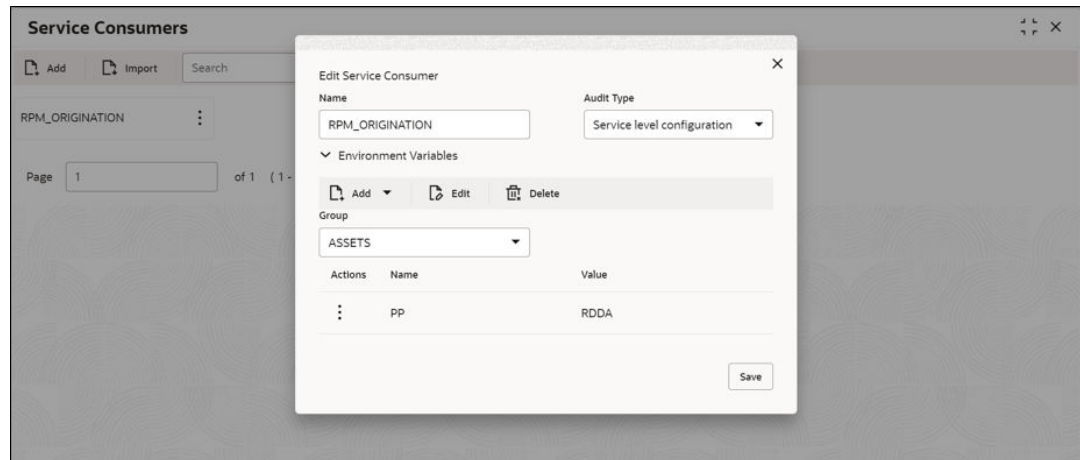 Service Consumers
Add Import Search
RPM_ORIGINATION
Page 1 of 1 (1-
Edit Service Consumer
Name Audit Type
RPM_ORIGINATION Service level configuration
Environment Variables
Add Edit Delete
Group
ASSETS
Actions Name Value
PP RDDA
Save